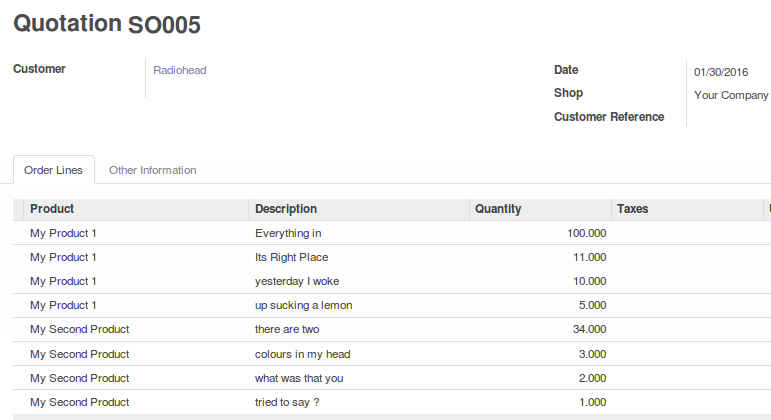 Quotation SO005
Customer Radiohead Date 01/30/2016
Shop Your Company
Customer Reference
Order Lines Other Information
Product Description Quantity Taxes
My Product 1 Everything in 100.000
My Product 1 Its Right Place 11.000
My Product 1 yesterday I woke 10.000
My Product 1 up sucking a lemon 5.000
My Second Product there are two 34.000
My Second Product colours in my head 3.000
My Second Product what was that you 2.000
My Second Product tried to say ? 1.000